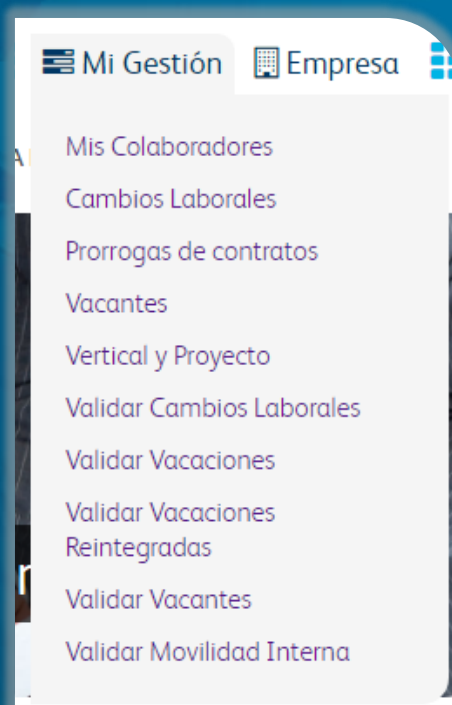 Mi Gestión Empresa
Mis Colaboradores
Cambios Laborales
Prorrogas de contratos
Vacantes
Vertical y Proyecto
Validar Cambios Laborales
Validar Vacaciones
Validar Vacaciones
Reintegradas
Validar Vacantes
Validar Movilidad Interna